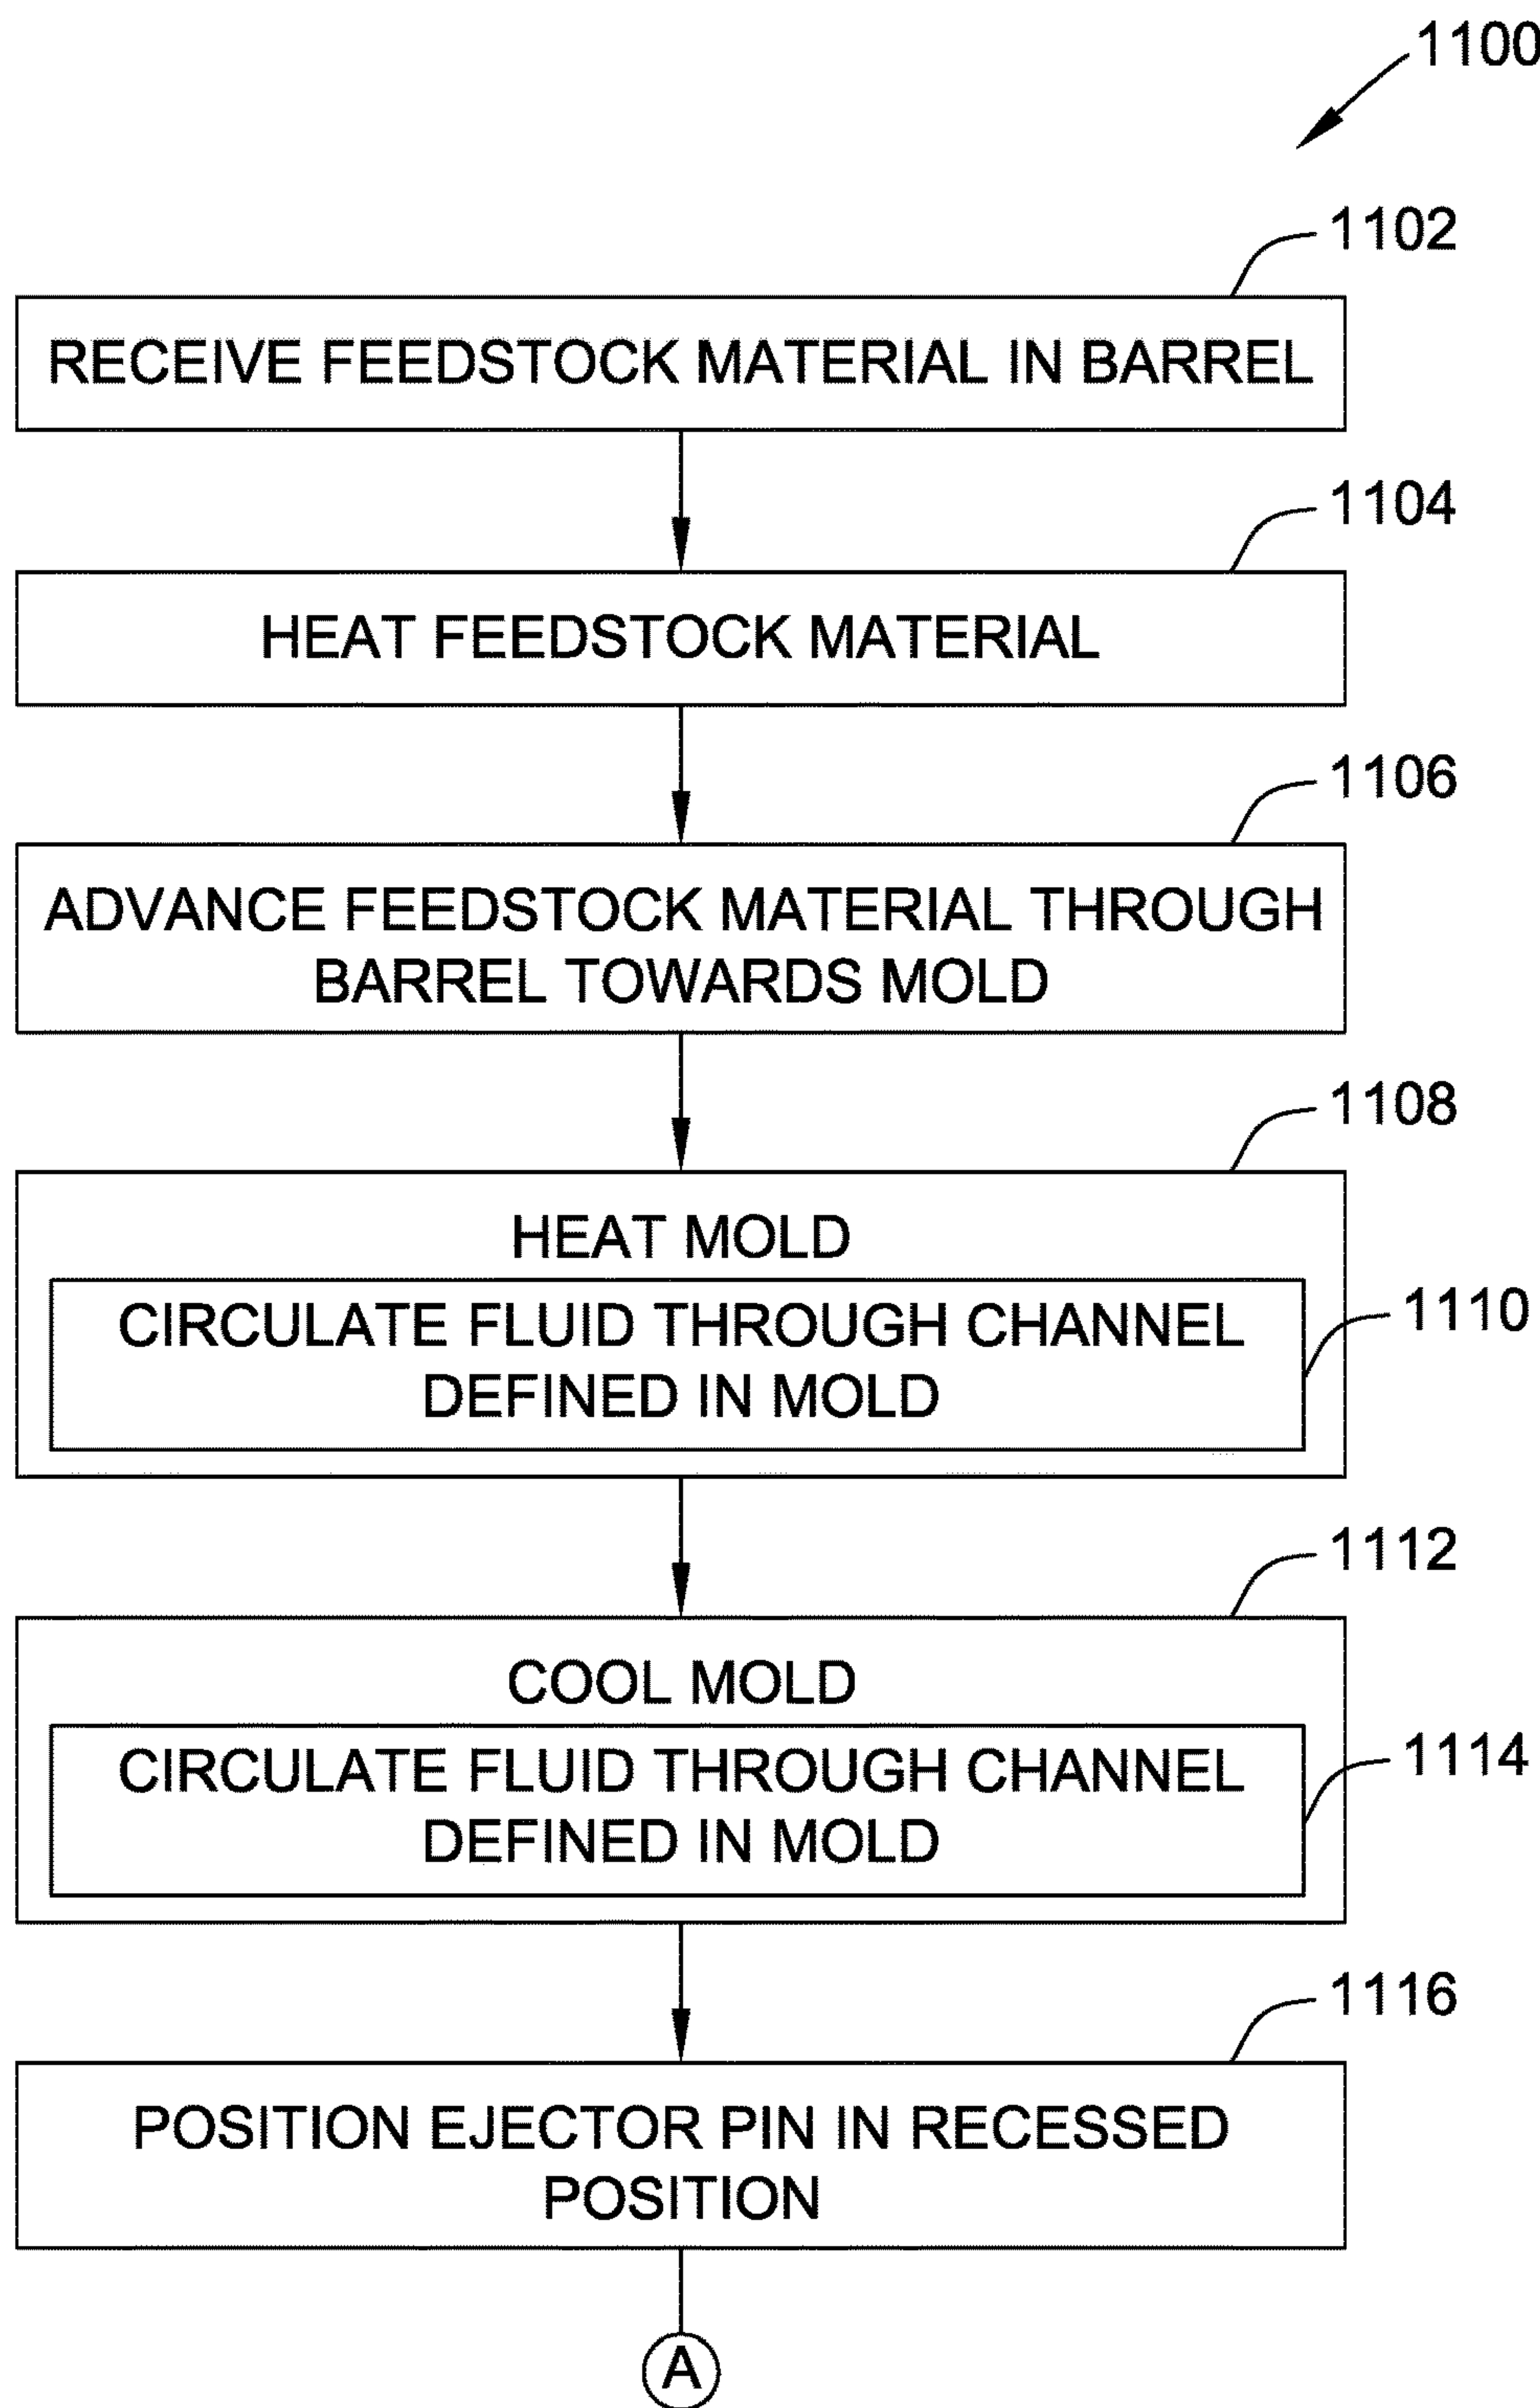 1100
1102
RECEIVE FEEDSTOCK MATERIAL IN BARREL
1104
HEAT FEEDSTOCK MATERIAL
1106
ADVANCE FEEDSTOCK MATERIAL THROUGH
BARREL TOWARDS MOLD
1108
HEAT MOLD
CIRCULATE FLUID THROUGH CHANNEL
DEFINED IN MOLD
1110
1112
COOL MOLD
CIRCULATE FLUID THROUGH CHANNEL
DEFINED IN MOLD
1114
1116
POSITION EJECTOR PIN IN RECESSED
POSITION
A